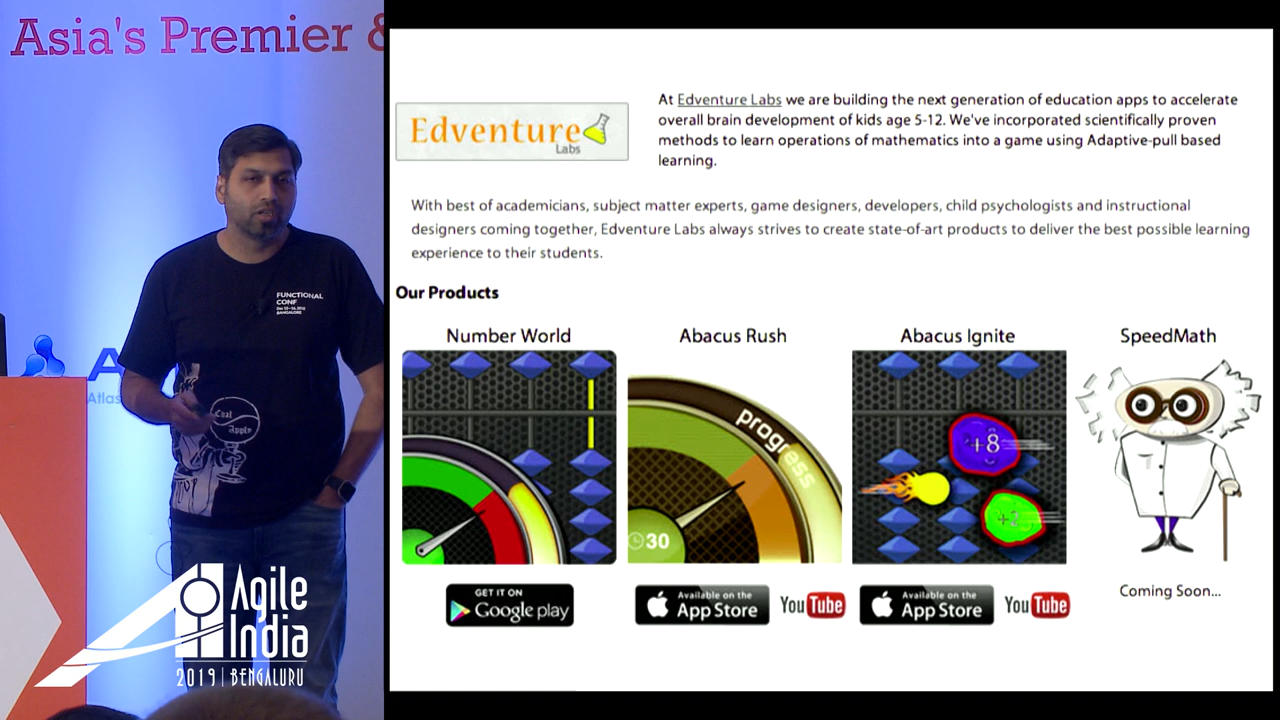 Asia's Premier &
FUNCTIONAL
CONF
BANGALORE
A
Atlas
Agile
India
2019 | BENGALURU
Edventure
Labs
At Edventure Labs we are building the next generation of education apps to accelerate
overall brain development of kids age 5-12. We've incorporated scientifically proven
methods to learn operations of mathematics into a game using Adaptive-pull based
learning.
With best of academicians, subject matter experts, game designers, developers, child psychologists and instructional
designers coming together, Edventure Labs always strives to create state-of-art products to deliver the best possible learning
experience to their students.
Our Products
Number World
Abacus Rush
Abacus Ignite
SpeedMath
progress
30
+8
GET IT ON
Google play
Available on the
App Store
YouTube
Available on the
App Store
YouTube
Coming Soon...